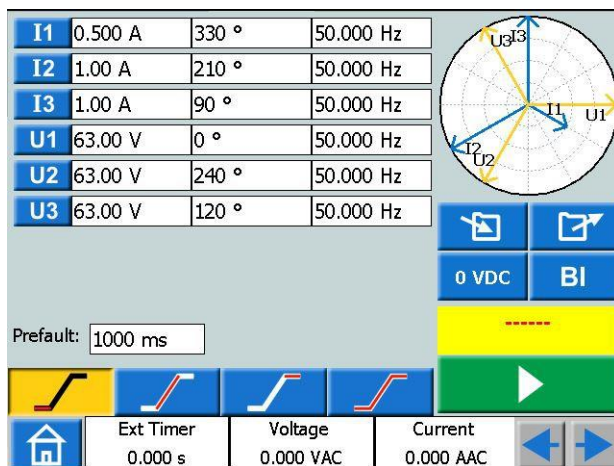 I1 0.500 A 330 ° 50.000 Hz
I2 1.00 A 210 ° 50.000 Hz
I3 1.00 A 90 ° 50.000 Hz
U1 63.00 V 0 ° 50.000 Hz
U2 63.00 V 240 ° 50.000 Hz
U3 63.00 V 120 ° 50.000 Hz
U3 I3
I1 U1
I2
U2
0 VDC BI
------
Prefault: 1000 ms
Ext Timer Voltage Current
0.000 s 0.000 VAC 0.000 AAC